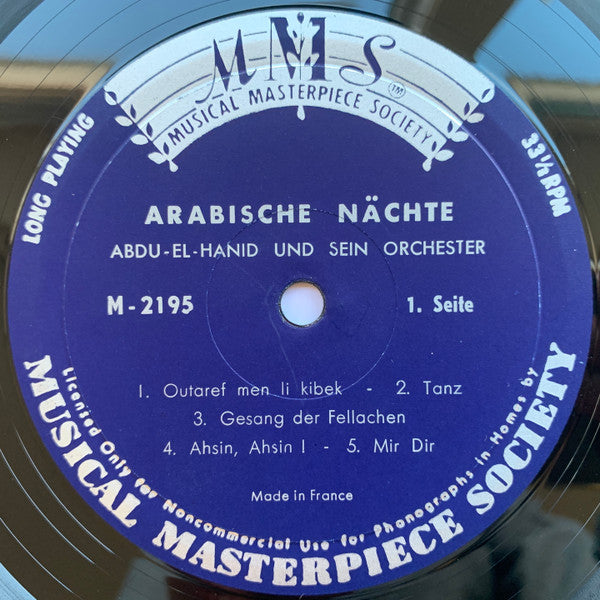 MMS TM
MUSICAL MASTERPIECE SOCIETY
LONG PLAYING
33⅓ RPM
ARABISCHE NÄCHTE
ABDU-EL-HANID UND SEIN ORCHESTER
M-2195 1. Seite
1. Outaref men li kibek - 2. Tanz
3. Gesang der Fellachen
4. Ahsin, Ahsin ! - 5. Mir Dir
Made in France
Licensed Only for Noncommercial Use for Phonographs in Homes by
MUSICAL MASTERPIECE SOCIETY